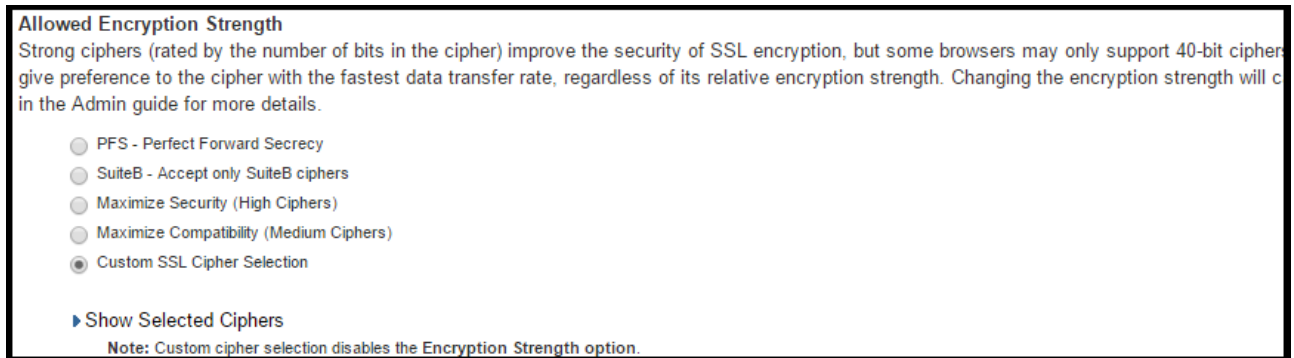 Allowed Encryption Strength
Strong ciphers (rated by the number of bits in the cipher) improve the security of SSL encryption, but some browsers may only support 40-bit ciphers
give preference to the cipher with the fastest data transfer rate, regardless of its relative encryption strength. Changing the encryption strength will c
in the Admin guide for more details.
PFS - Perfect Forward Secrecy
SuiteB - Accept only SuiteB ciphers
Maximize Security (High Ciphers)
Maximize Compatibility (Medium Ciphers)
Custom SSL Cipher Selection
Show Selected Ciphers
Note: Custom cipher selection disables the Encryption Strength option.